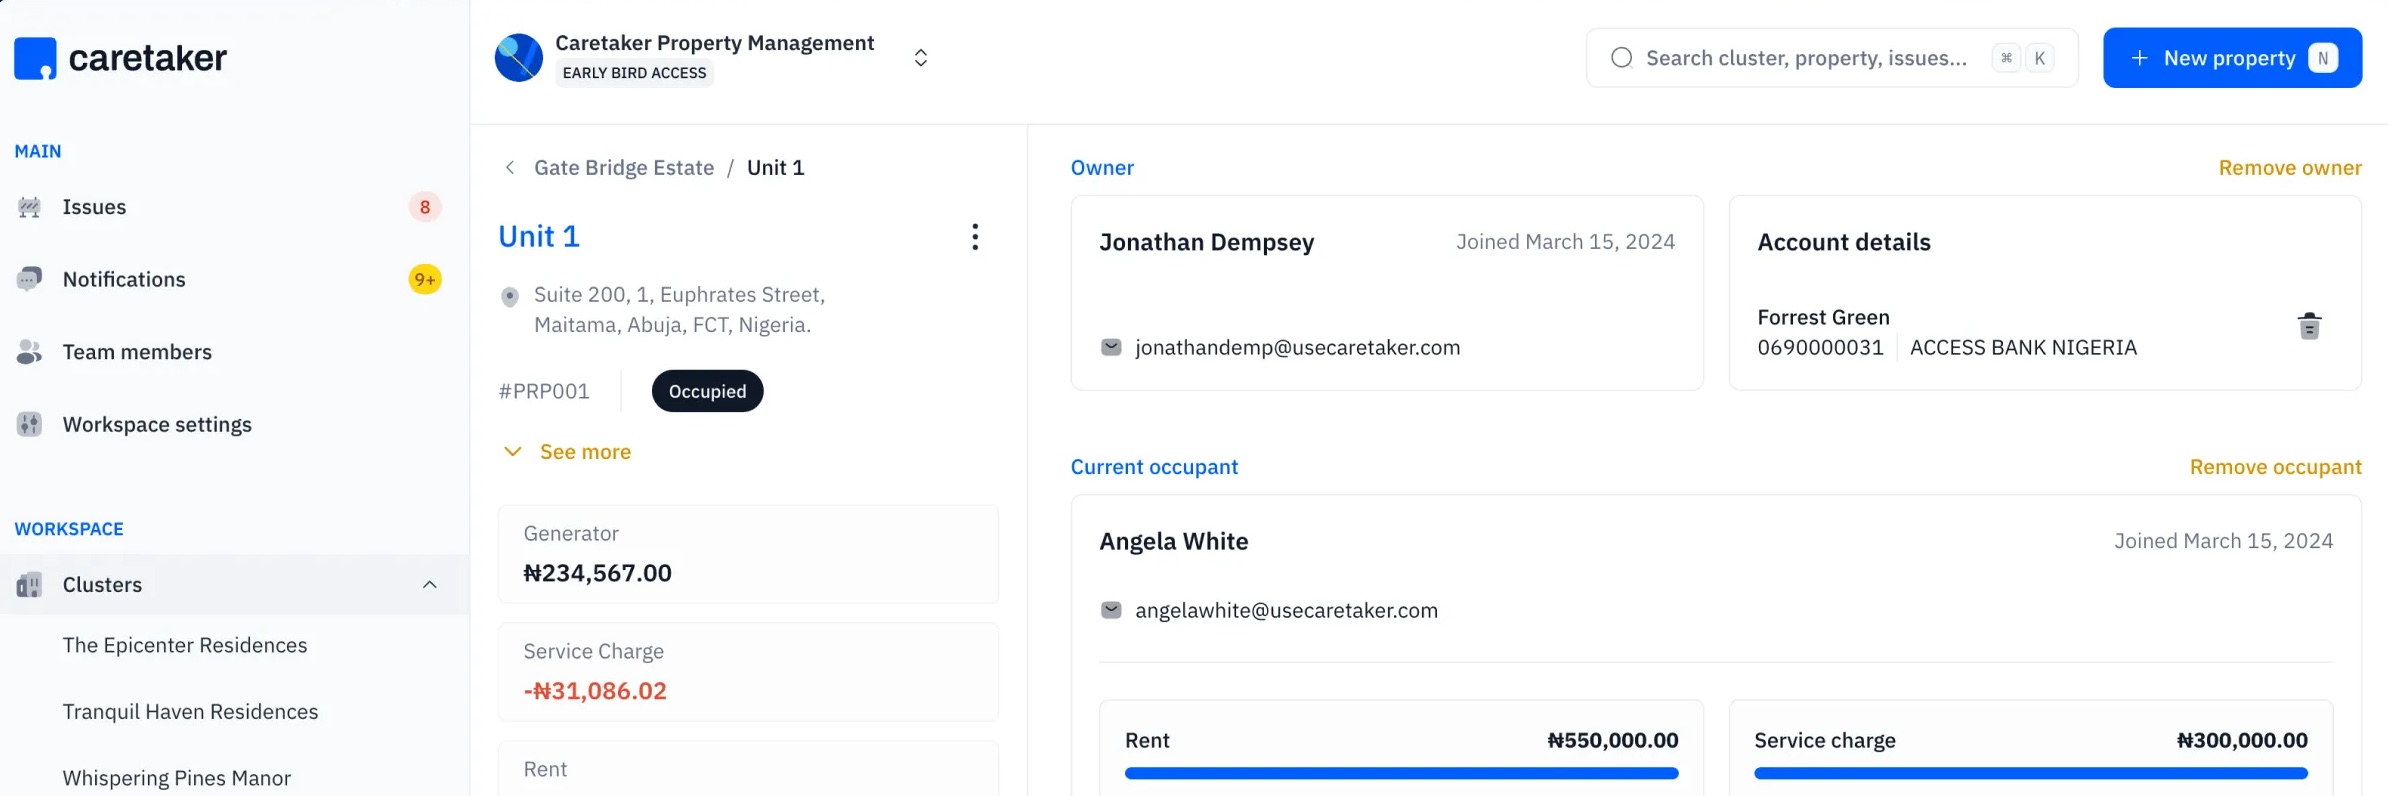 caretaker
MAIN
Issues
8
Notifications
9+
Team members
Workspace settings
WORKSPACE
Clusters
The Epicenter Residences
Tranquil Haven Residences
Whispering Pines Manor
Caretaker Property Management
EARLY BIRD ACCESS
Search cluster, property, issues...
⌘ K
+ New property N
Gate Bridge Estate / Unit 1
Unit 1
Suite 200, 1, Euphrates Street,
Maitama, Abuja, FCT, Nigeria.
#PRP001
Occupied
See more
Generator
₦234,567.00
Service Charge
-₦31,086.02
Rent
Owner
Remove owner
Jonathan Dempsey
Joined March 15, 2024
jonathandemp@usecaretaker.com
Account details
Forrest Green
0690000031 ACCESS BANK NIGERIA
Current occupant
Remove occupant
Angela White
Joined March 15, 2024
angelawhite@usecaretaker.com
Rent ₦550,000.00
Service charge ₦300,000.00